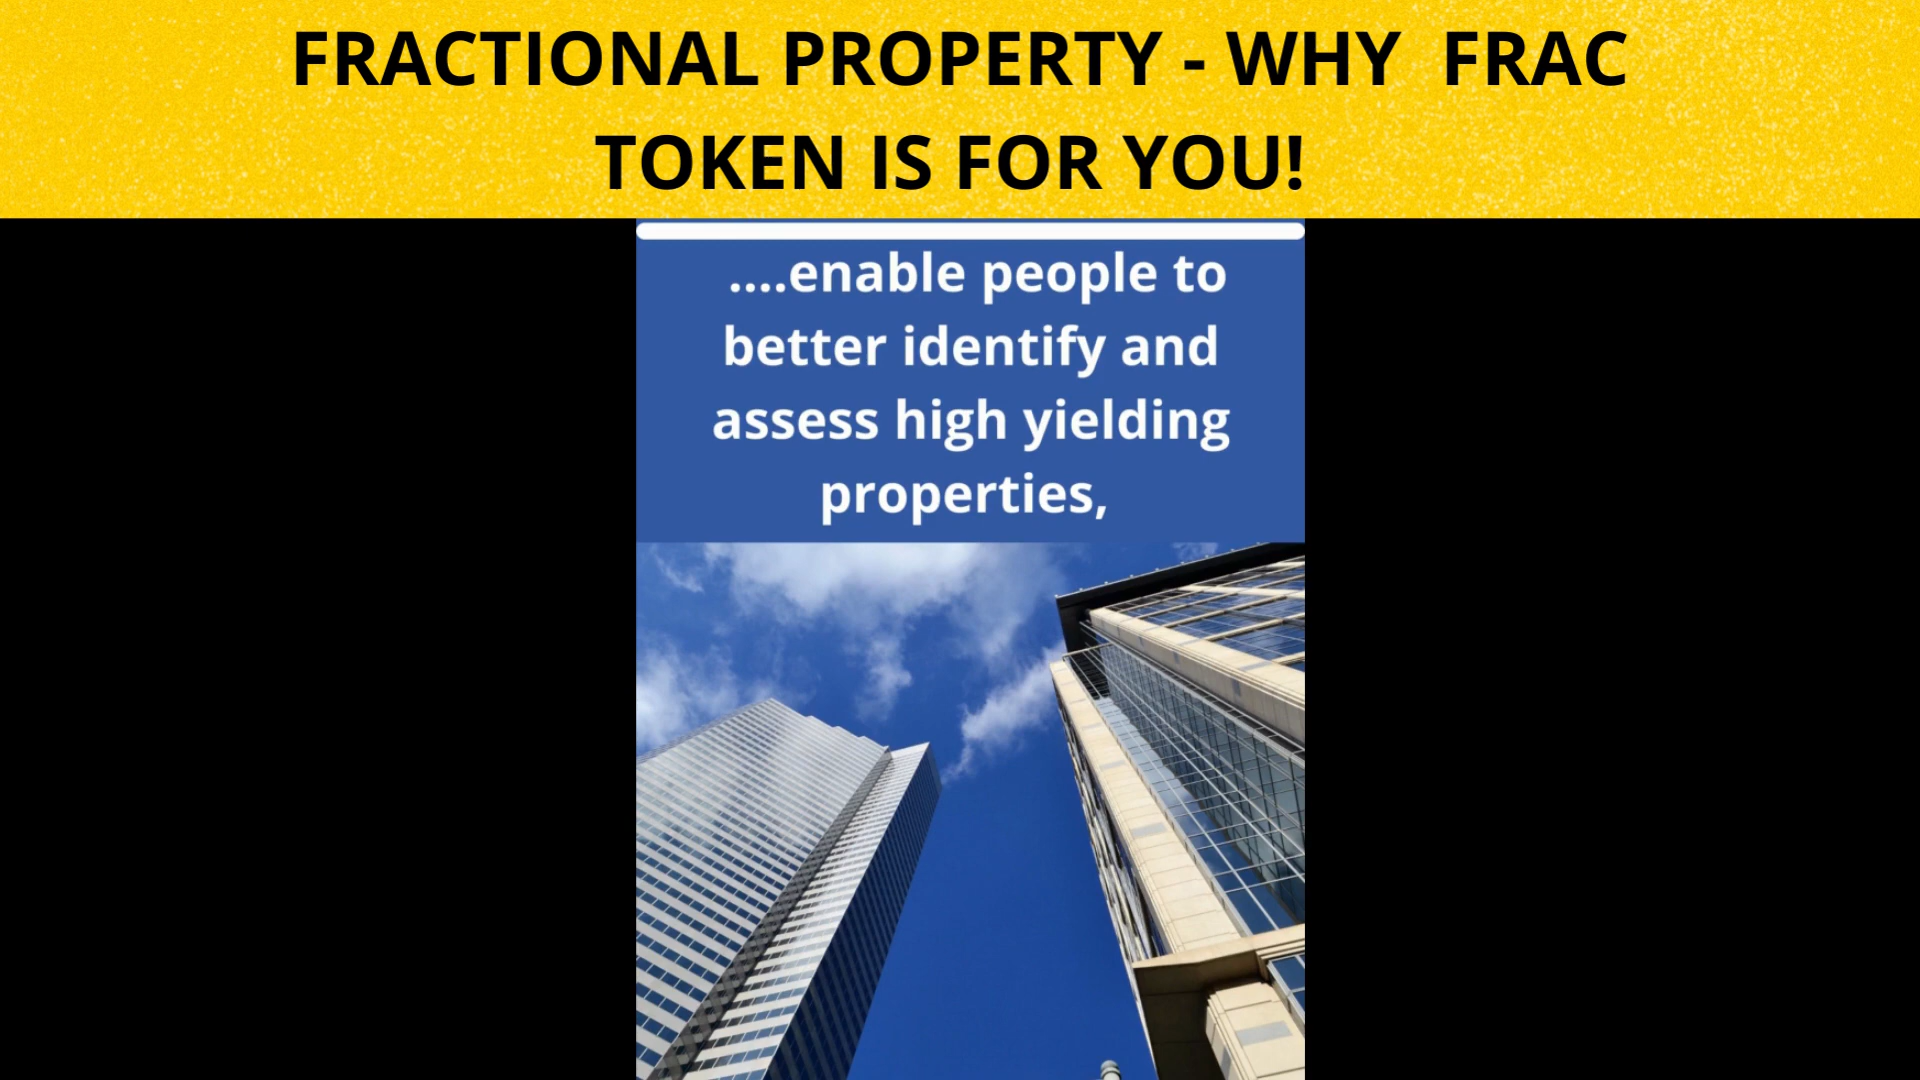 FRACTIONAL PROPERTY - WHY  FRAC
TOKEN IS FOR YOU!
....enable people to
better identify and
assess high yielding
properties,